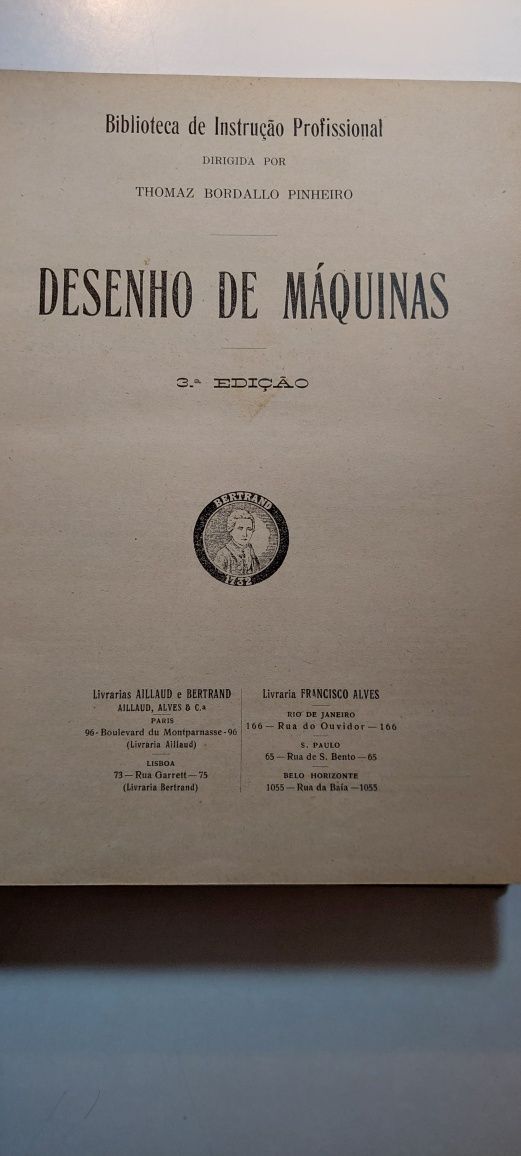 Biblioteca de Instrução Profissional
DIRIGIDA POR
THOMAZ BORDALLO PINHEIRO
DESENHO DE MÁQUINAS
3.ª EDIÇÃO
BERTRAND
1732
Livrarias AILLAUD e BERTRAND
AILLAUD, ALVES & C.ª
PARIS
96-Boulevard du Montparnasse-96
(Livraria Aillaud)
LISBOA
73 — Rua Garrett — 75
(Livraria Bertrand)
Livraria FRANCISCO ALVES
RIO DE JANEIRO
166 — Rua do Ouvidor — 166
S. PAULO
65 — Rua de S. Bento — 65
BELO HORIZONTE
1055 — Rua da Baía — 1055